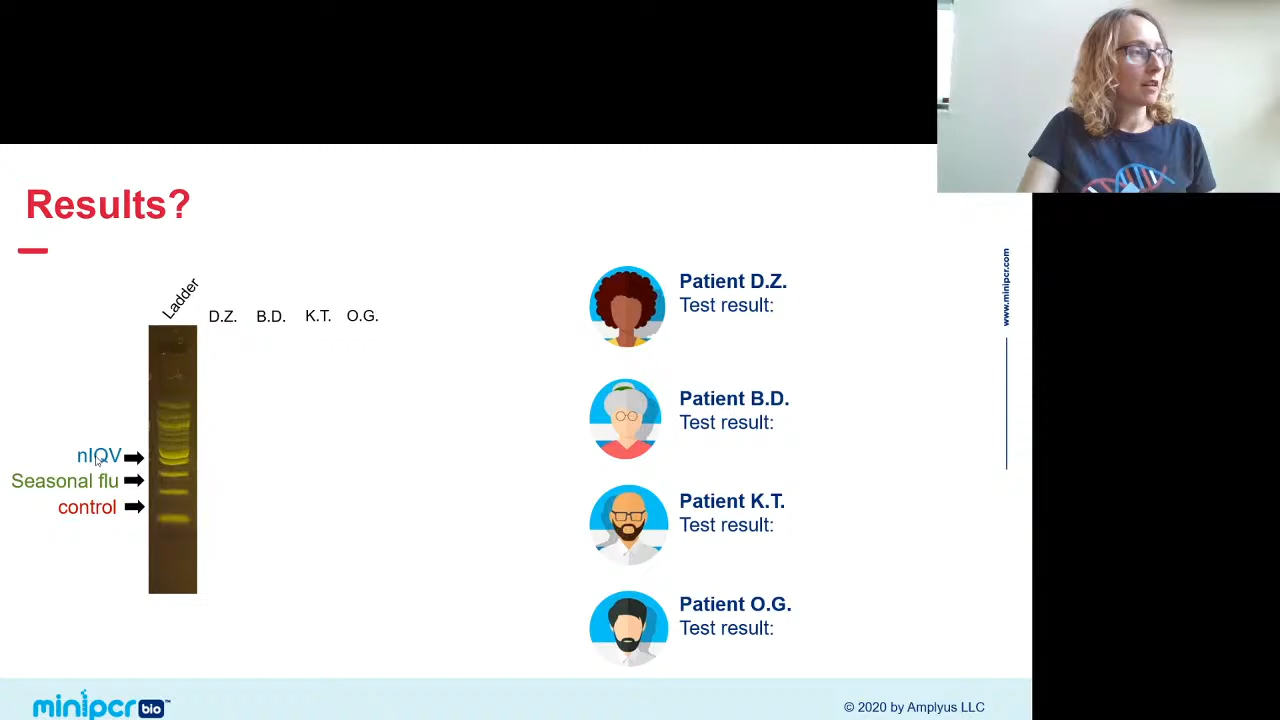 Results?
Ladder
D.Z.
B.D.
K.T.
O.G.
nIQV
Seasonal flu
control
Patient D.Z.
Test result:
Patient B.D.
Test result:
Patient K.T.
Test result:
Patient O.G.
Test result:
www.minipcr.com
minipcr bio™
© 2020 by Amplyus LLC